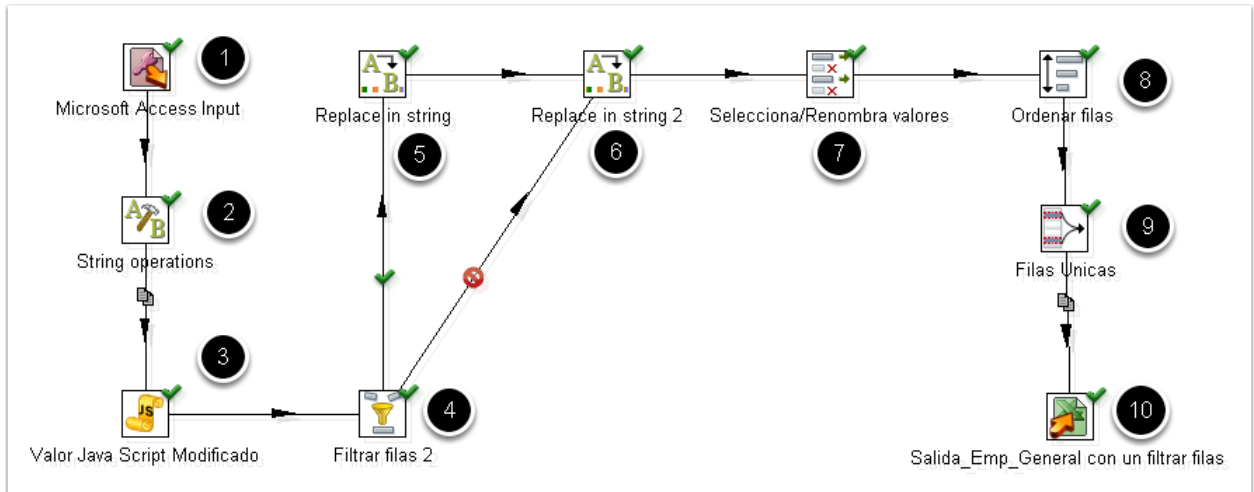 1
Microsoft Access Input
2
String operations
3
Valor Java Script Modificado
4
Filtrar filas 2
5
Replace in string
6
Replace in string 2
7
Selecciona/Renombra valores
8
Ordenar filas
9
Filas Unicas
10
Salida_Emp_General con un filtrar filas